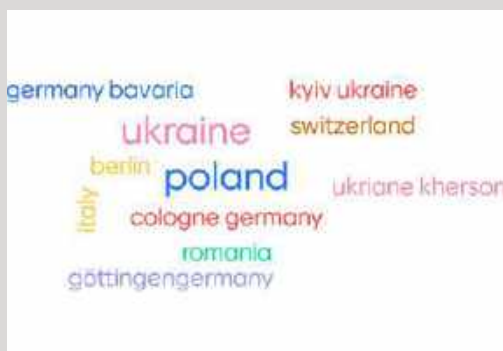 germany bavaria
kyiv ukraine
ukraine
switzerland
berlin
poland
ukriane kherson
italy
cologne germany
romania
göttingengermany